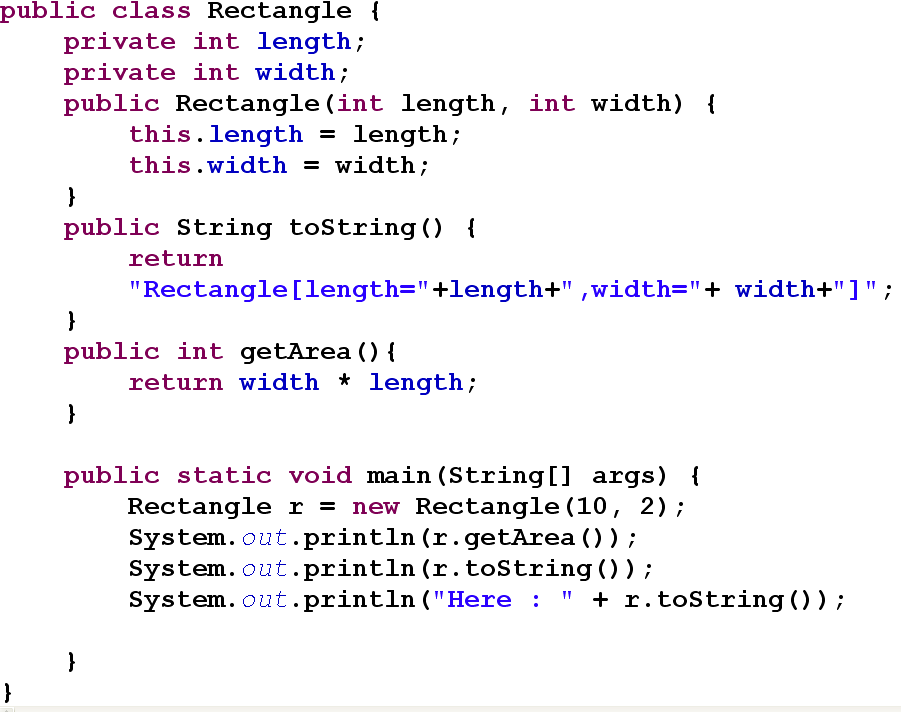 public class Rectangle {
    private int length;
    private int width;
    public Rectangle(int length, int width) {
        this.length = length;
        this.width = width;
    }
    public String toString() {
        return
        "Rectangle[length="+length+",width="+ width+"]";
    }
    public int getArea(){
        return width * length;
    }

    public static void main(String[] args) {
        Rectangle r = new Rectangle(10, 2);
        System.out.println(r.getArea());
        System.out.println(r.toString());
        System.out.println("Here : " + r.toString());

    }
}